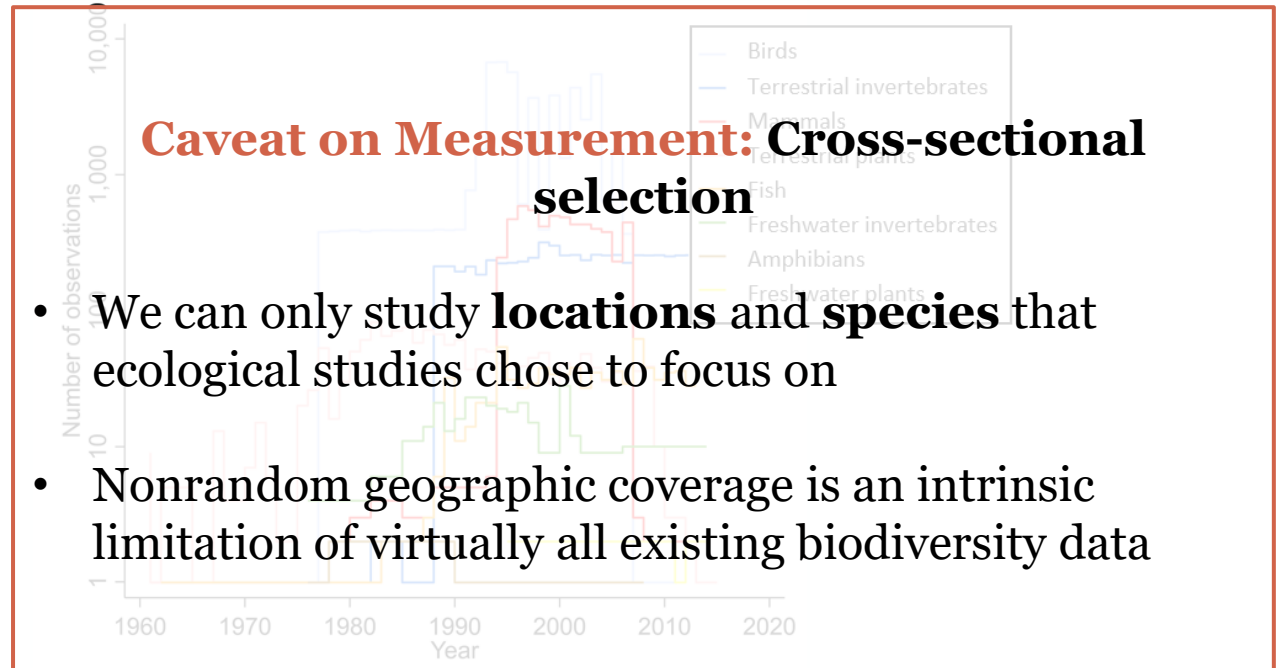 Caveat on Measurement: Cross-sectional
selection
• We can only study locations and species that
ecological studies chose to focus on
• Nonrandom geographic coverage is an intrinsic
limitation of virtually all existing biodiversity data
Number of observations
10,000
1,000
100
10
1
1960 1970 1980 1990 2000 2010 2020
Year
Birds
Terrestrial invertebrates
Mammals
Terrestrial plants
Fish
Freshwater invertebrates
Amphibians
Freshwater plants